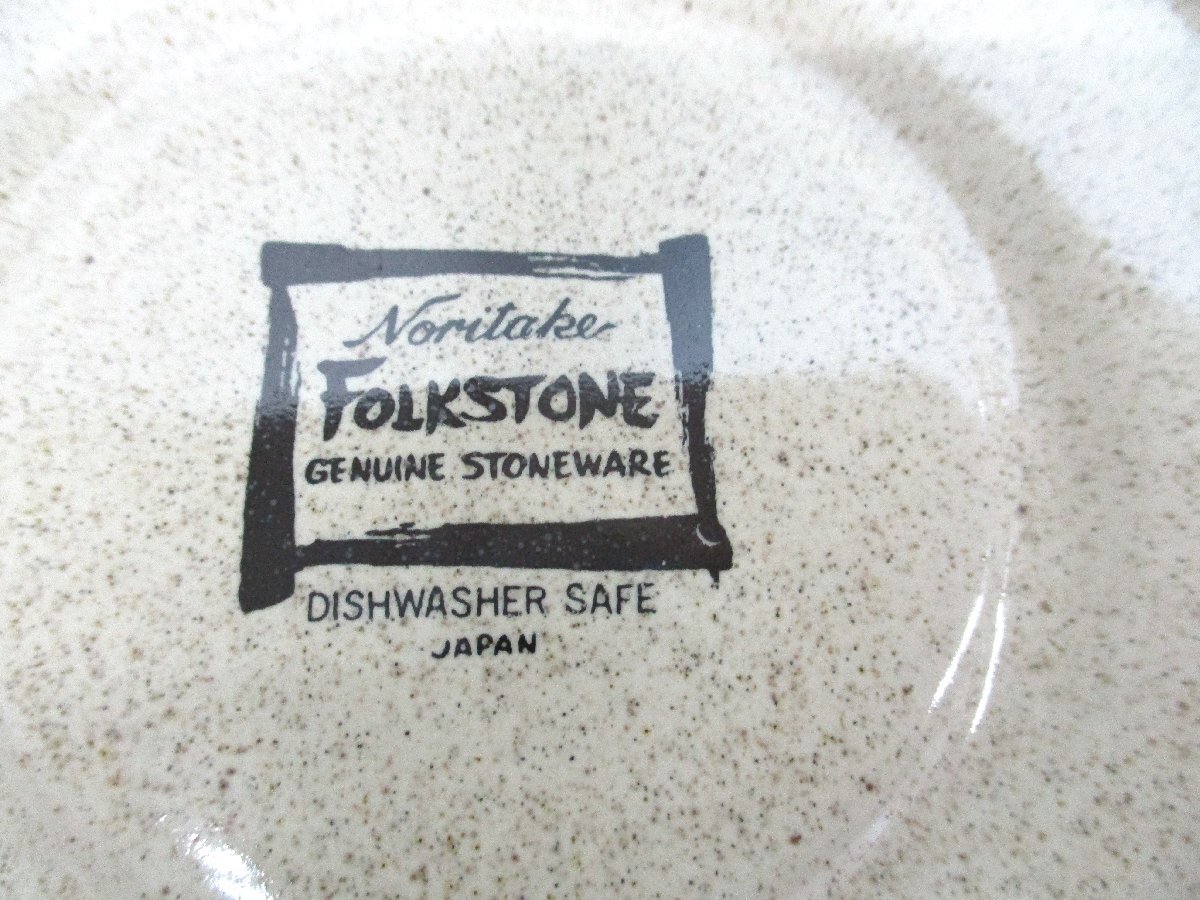 Noritake
FOLKSTONE
GENUINE STONEWARE
DISHWASHER SAFE
JAPAN